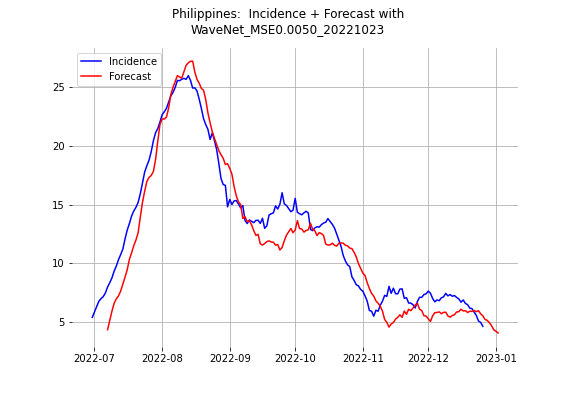 Philippines:  Incidence + Forecast with
WaveNet_MSE0.0050_20221023
Incidence
Forecast
25
20
15
10
5
2022-07 2022-08 2022-09 2022-10 2022-11 2022-12 2023-01